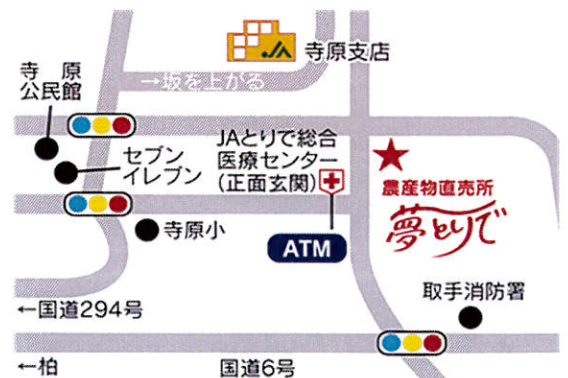 JA
寺原支店
寺 原
公民館
→坂を上がる
セブン
イレブン
JAとりで総合
医療センター
(正面玄関)
農産物直売所
夢とりで
寺原小
ATM
取手消防署
←国道294号
←柏
国道6号